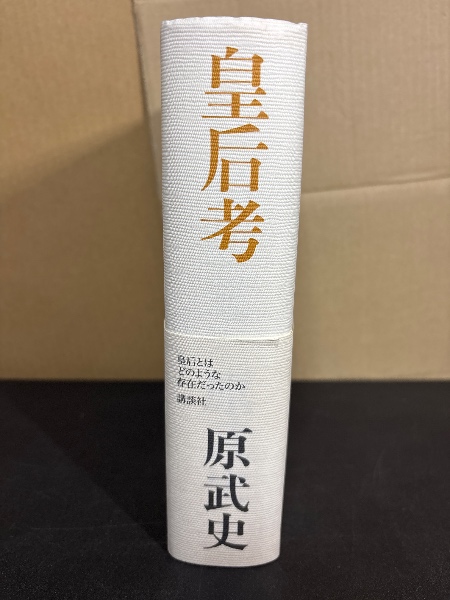 皇后考
皇后とは
どのような
存在だったのか
講談社
原武史